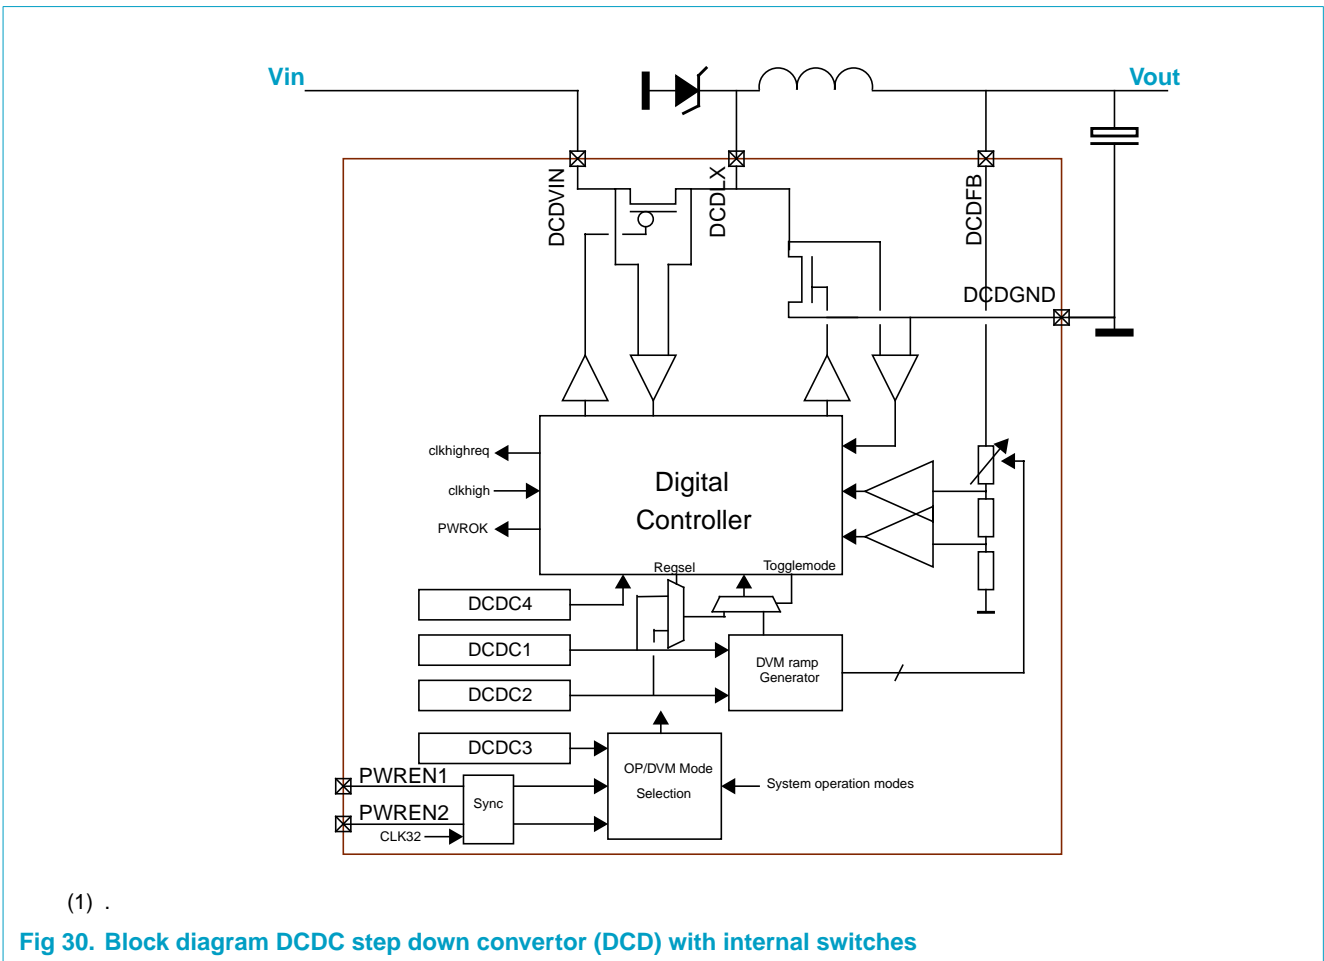 Vin
Vout
DCDVIN
DCDLX
DCDFB
DCDGND
clkhighreq
clkhigh
PWROK
Digital
Controller
Regsel
Togglemode
DCDC4
DCDC1
DCDC2
DCDC3
DVM ramp
Generator
PWREN1
PWREN2
CLK32
Sync
OP/DVM Mode
Selection
System operation modes
(1) .
Fig 30. Block diagram DCDC step down convertor (DCD) with internal switches